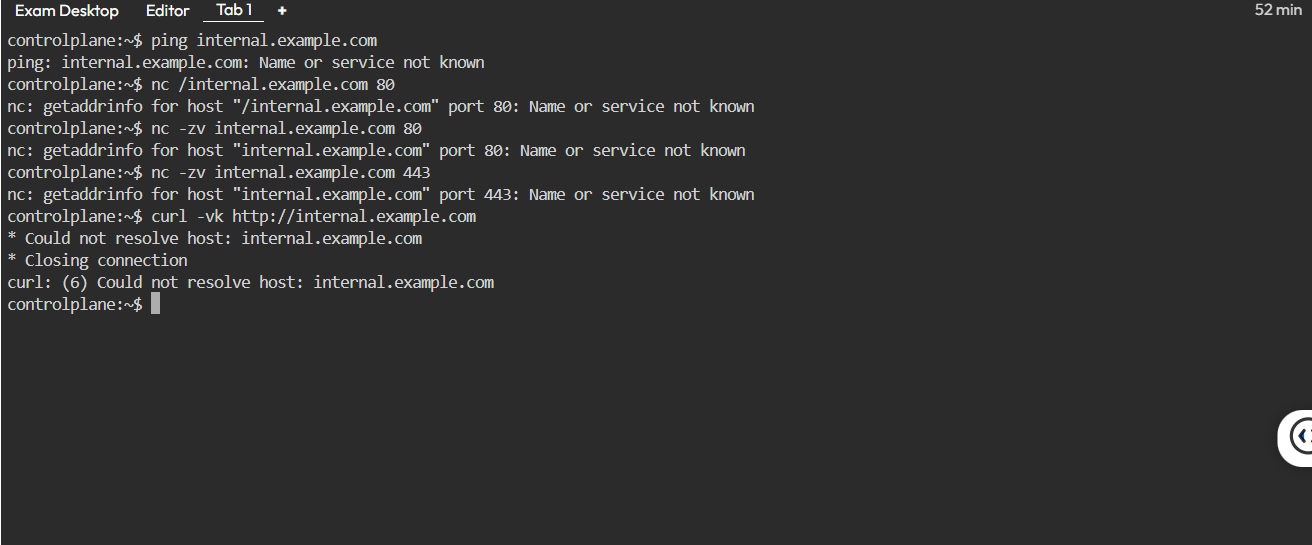 Exam Desktop Editor Tab 1 + 52 min
controlplane:~$ ping internal.example.com
ping: internal.example.com: Name or service not known
controlplane:~$ nc /internal.example.com 80
nc: getaddrinfo for host "/internal.example.com" port 80: Name or service not known
controlplane:~$ nc -zv internal.example.com 80
nc: getaddrinfo for host "internal.example.com" port 80: Name or service not known
controlplane:~$ nc -zv internal.example.com 443
nc: getaddrinfo for host "internal.example.com" port 443: Name or service not known
controlplane:~$ curl -vk http://internal.example.com
* Could not resolve host: internal.example.com
* Closing connection
curl: (6) Could not resolve host: internal.example.com
controlplane:~$